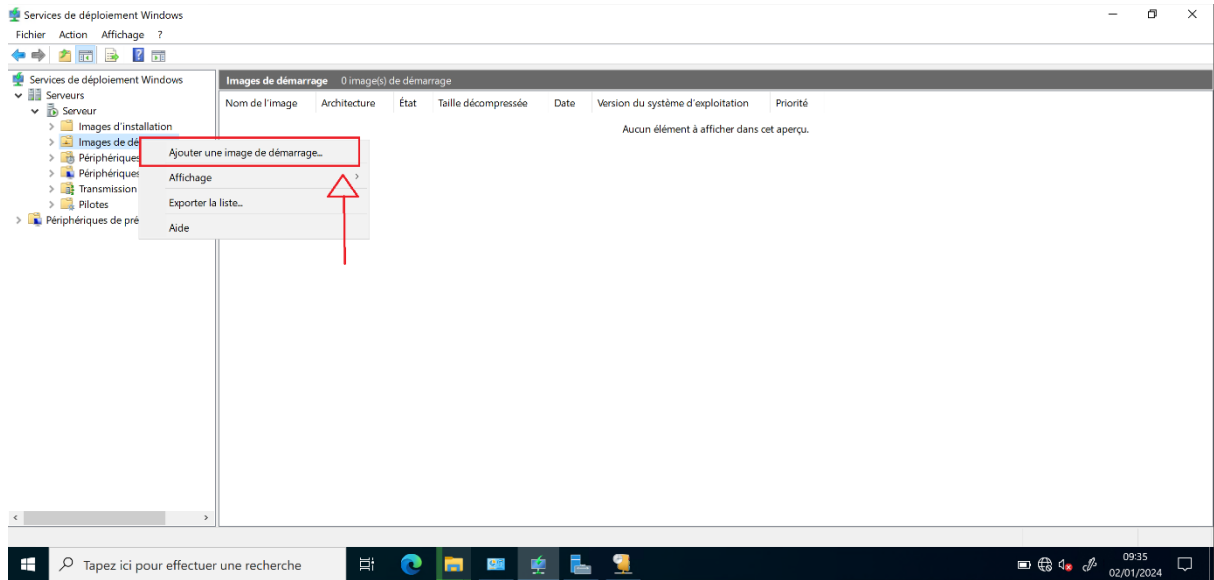 Services de déploiement Windows
Fichier Action Affichage ?
Services de déploiement Windows
Serveurs
Serveur
Images d'installation
Images de dé
Périphériques
Périphériques
Transmission
Pilotes
Périphériques de pré
Ajouter une image de démarrage...
Affichage
Exporter la liste...
Aide
Images de démarrage 0 image(s) de démarrage
Nom de l'image Architecture État Taille décompressée Date Version du système d'exploitation Priorité
Aucun élément à afficher dans cet aperçu.
Tapez ici pour effectuer une recherche
09:35
02/01/2024